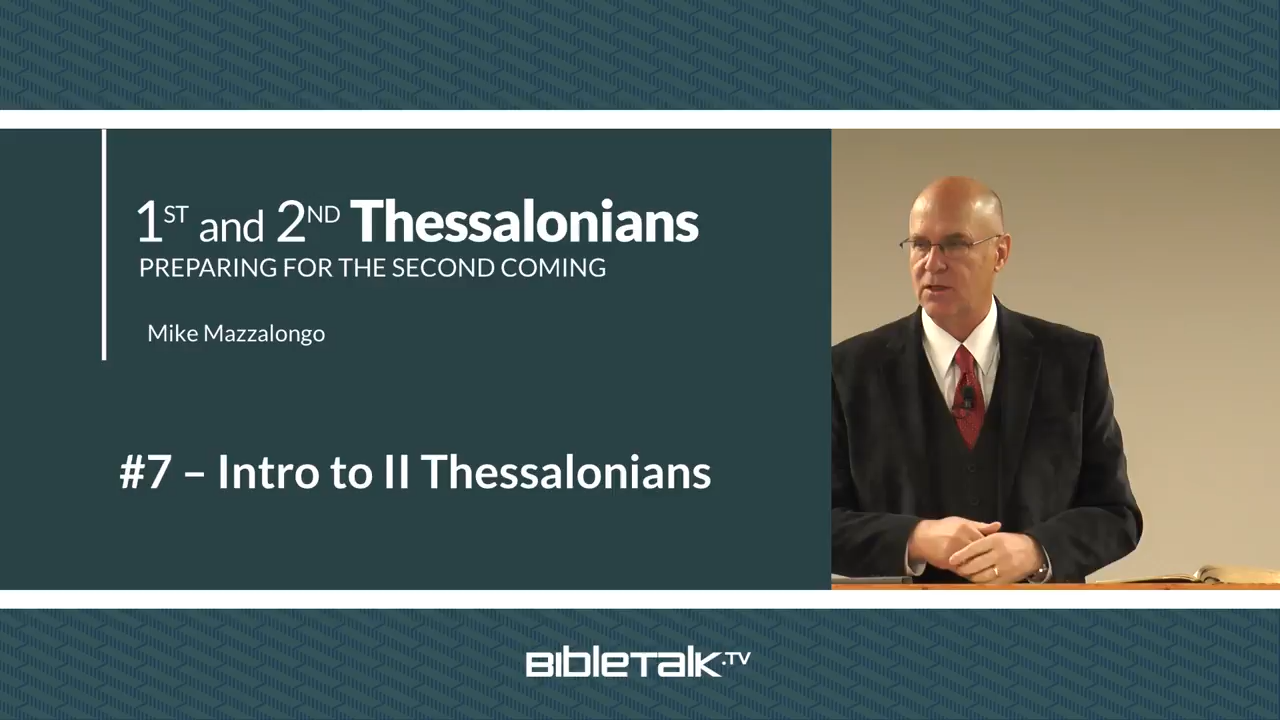 1ST and 2ND Thessalonians
PREPARING FOR THE SECOND COMING
Mike Mazzalongo
#7 – Intro to II Thessalonians
BibleTalk.TV